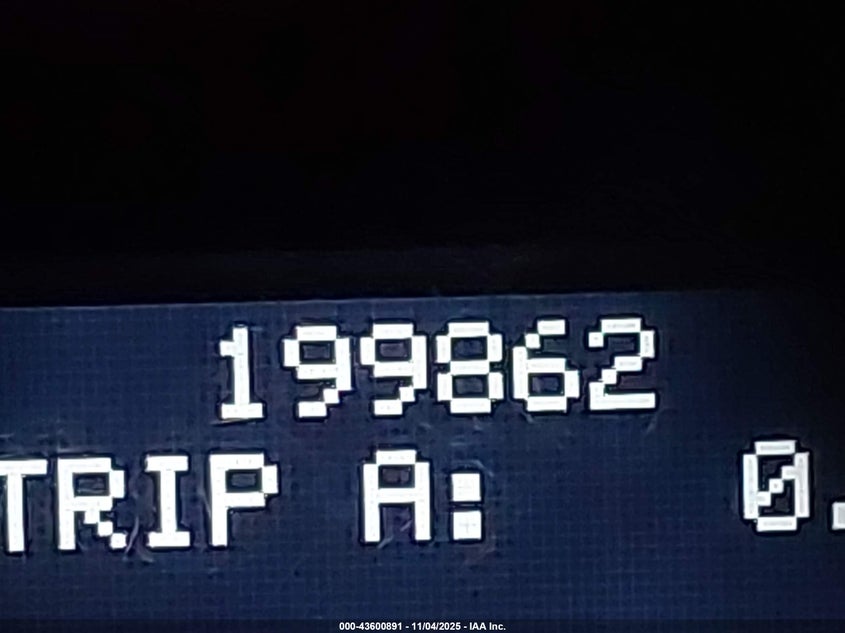 199862
TRIP A: 0.
000-43600891 - 11/04/2025 - IAA Inc.